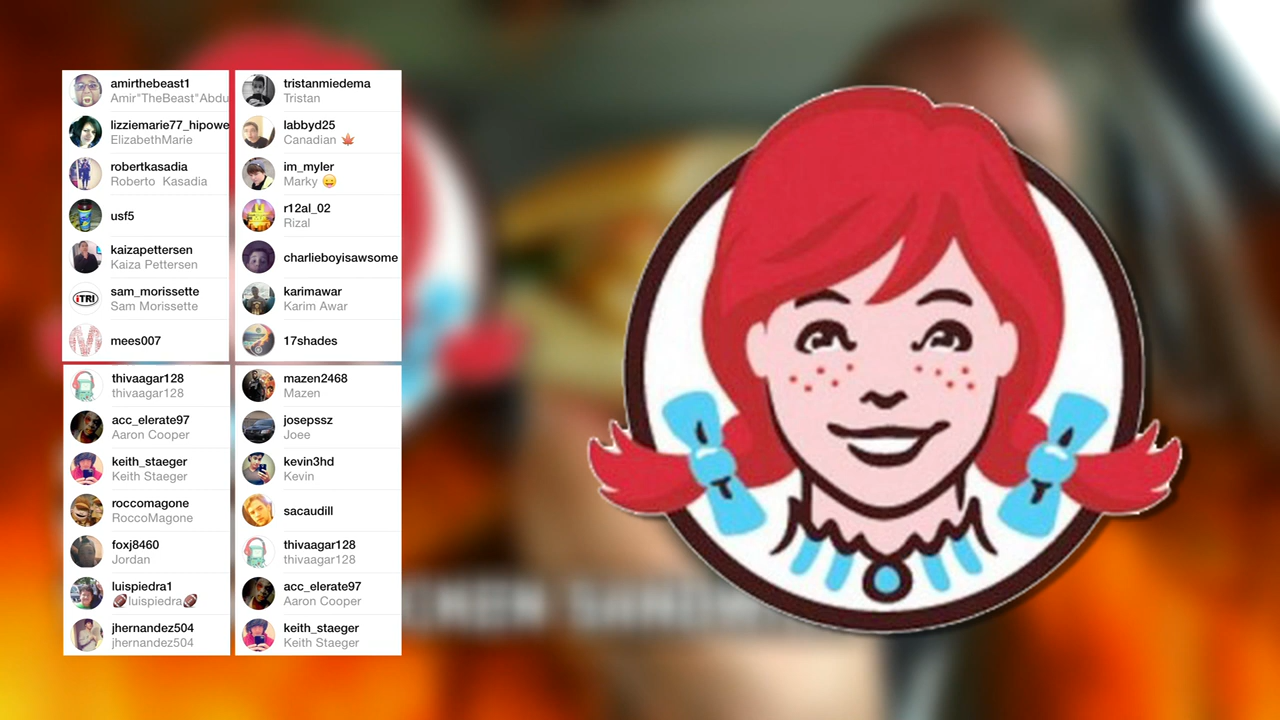 amirthebeast1
Amir"TheBeast"Abdu
lizziemarie77_hipowe
ElizabethMarie
robertkasadia
Roberto Kasadia
usf5
kaizapettersen
Kaiza Pettersen
sam_morissette
Sam Morissette
iTRI
mees007
tristanmiedema
Tristan
labbyd25
Canadian 🍁
im_myler
Marky 😝
r12al_02
Rizal
charlieboyisawsome
karimawar
Karim Awar
17shades
thivaagar128
thivaagar128
acc_elerate97
Aaron Cooper
keith_staeger
Keith Staeger
roccomagone
RoccoMagone
foxj8460
Jordan
luispiedra1
🏈luispiedra🏈
jhernandez504
jhernandez504
mazen2468
Mazen
josepssz
Joee
kevin3hd
Kevin
sacaudill
thivaagar128
thivaagar128
acc_elerate97
Aaron Cooper
keith_staeger
Keith Staeger